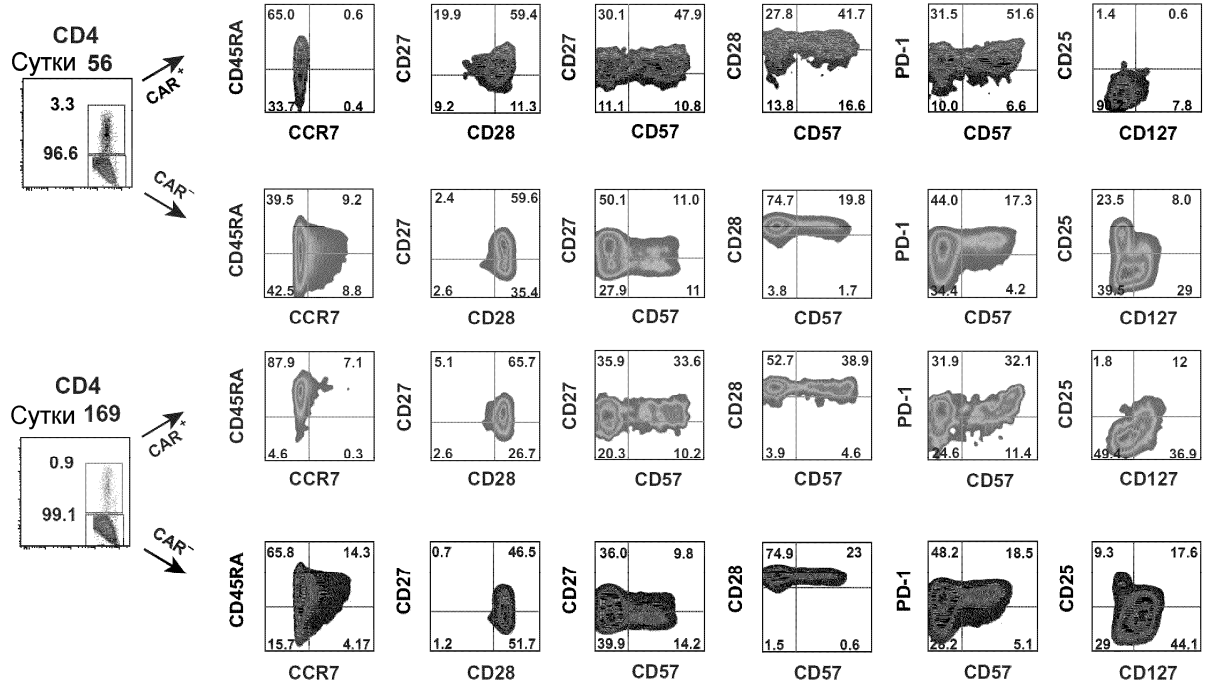 CD4
Сутки 56
3.3
96.6
CAR+
CAR−
65.0 0.6
CD45RA
33.7 0.4
CCR7
19.9 59.4
CD27
9.2 11.3
CD28
30.1 47.9
CD27
11.1 10.8
CD57
27.8 41.7
CD28
13.8 16.6
CD57
31.5 51.6
PD-1
10.0 6.6
CD57
1.4 0.6
CD25
7.8
CD127
39.5 9.2
CD45RA
42.5 8.8
CCR7
2.4 59.6
CD27
2.6 35.4
CD28
50.1 11.0
CD27
27.9 11
CD57
74.7 19.8
CD28
3.8 1.7
CD57
44.0 17.3
PD-1
34.4 4.2
CD57
23.5 8.0
CD25
39.5 29
CD127
CD4
Сутки 169
0.9
99.1
CAR+
CAR−
87.9 7.1
CD45RA
4.6 0.3
CCR7
5.1 65.7
CD27
2.6 26.7
CD28
35.9 33.6
CD27
20.3 10.2
CD57
52.7 38.9
CD28
3.9 4.6
CD57
31.9 32.1
PD-1
24.6 11.4
CD57
1.8 12
CD25
49.4 36.9
CD127
65.8 14.3
CD45RA
15.7 4.17
CCR7
0.7 46.5
CD27
1.2 51.7
CD28
36.0 9.8
CD27
39.9 14.2
CD57
74.9 23
CD28
1.5 0.6
CD57
48.2 18.5
PD-1
28.2 5.1
CD57
9.3 17.6
CD25
29 44.1
CD127